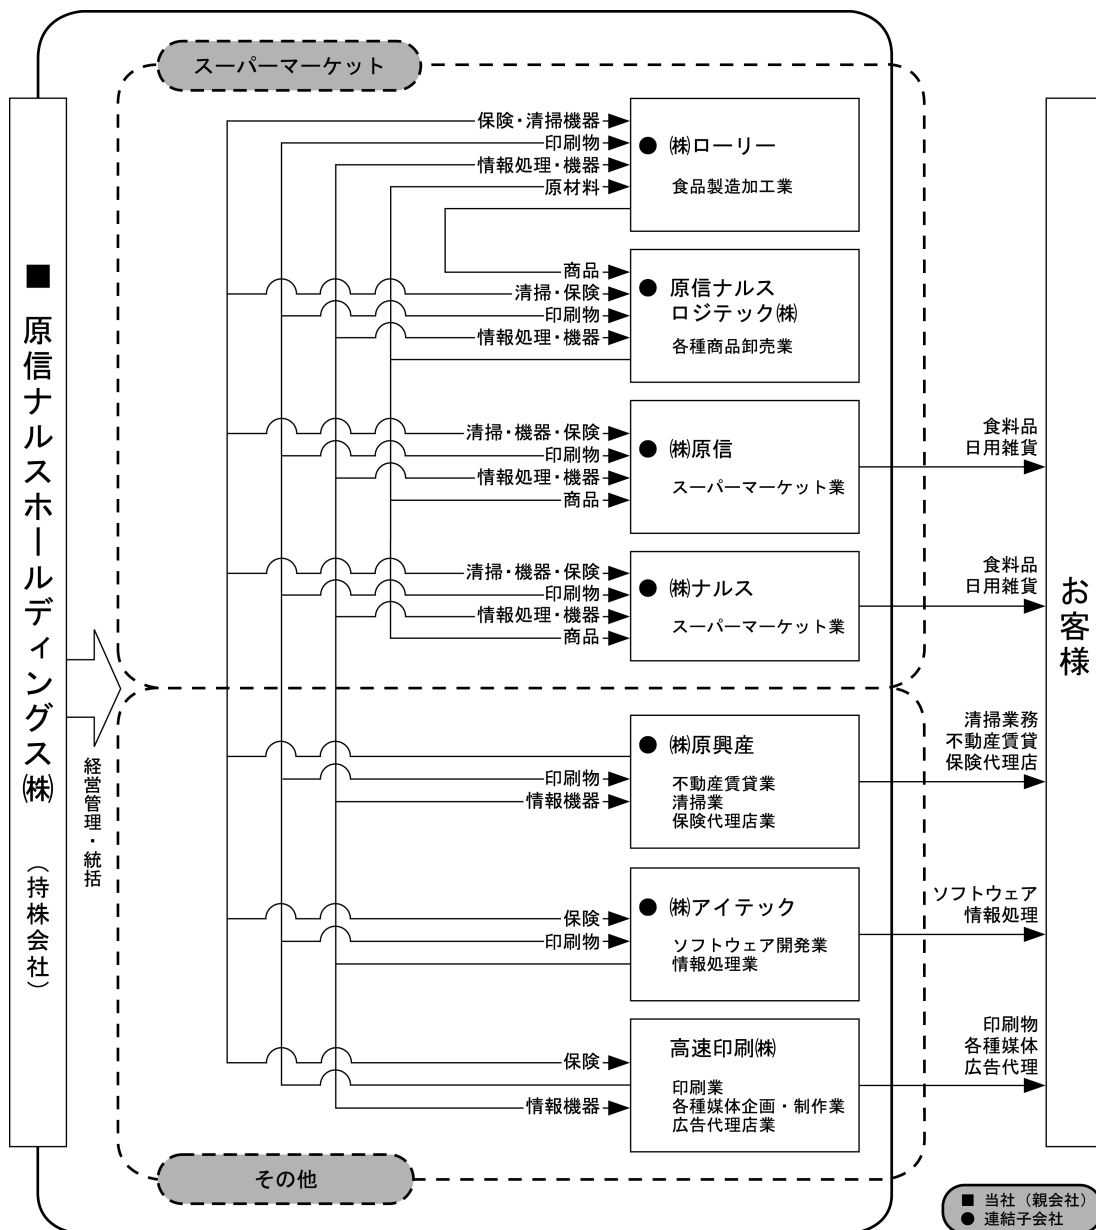 スーパーマーケット
■ 原信ナルスホールディングス㈱ （持株会社）
経営管理・統括
保険・清掃機器
印刷物
情報処理・機器
原材料
● ㈱ローリー
食品製造加工業
商品
清掃・保険
印刷物
情報処理・機器
● 原信ナルス
ロジテック㈱
各種商品卸売業
清掃・機器・保険
印刷物
情報処理・機器
商品
● ㈱原信
スーパーマーケット業
食料品
日用雑貨
清掃・機器・保険
印刷物
情報処理・機器
商品
● ㈱ナルス
スーパーマーケット業
食料品
日用雑貨
お客様
印刷物
情報機器
● ㈱原興産
不動産賃貸業
清掃業
保険代理店業
清掃業務
不動産賃貸
保険代理店
保険
印刷物
● ㈱アイテック
ソフトウェア開発業
情報処理業
ソフトウェア
情報処理
保険
情報機器
高速印刷㈱
印刷業
各種媒体企画・制作業
広告代理店業
印刷物
各種媒体
広告代理
その他
■ 当社（親会社）
● 連結子会社